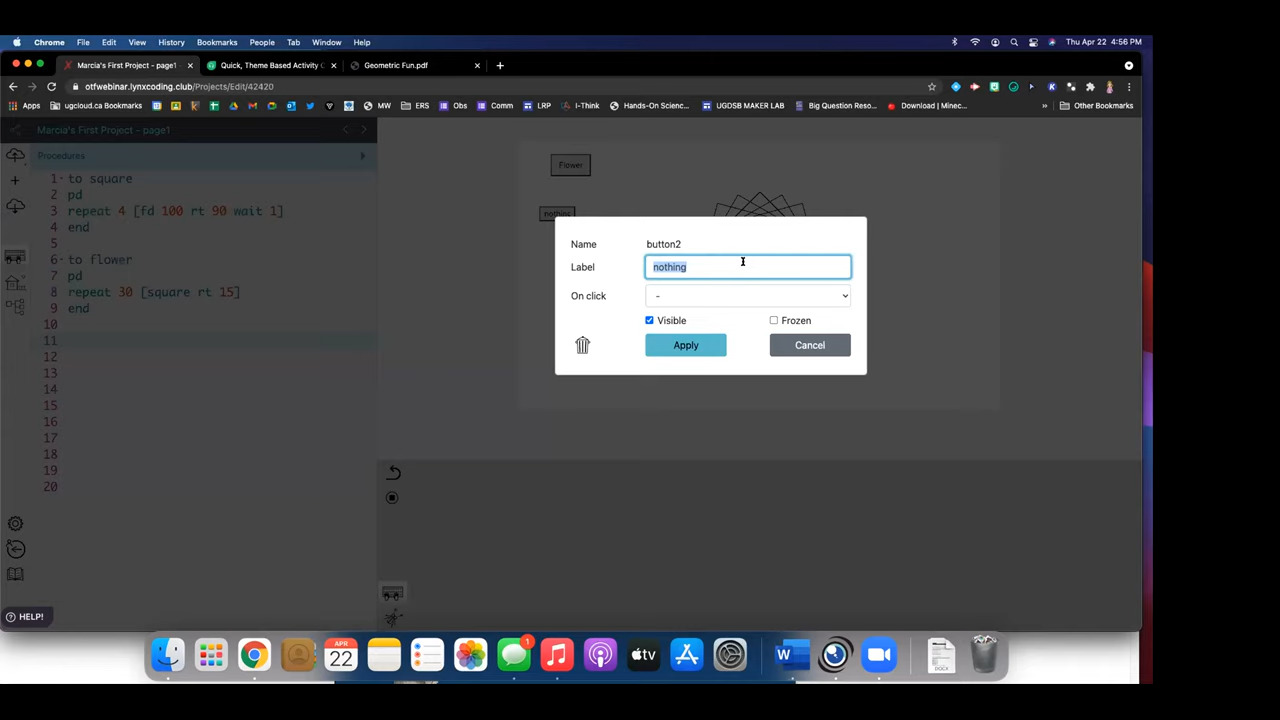 Chrome File Edit View History Bookmarks People Tab Window Help Thu Apr 22 4:56 PM
Marcia's First Project - page1 Quick, Theme Based Activity C Geometric Fun.pdf
otfwebinar.lynxcoding.club/Projects/Edit/42420
Apps ugcloud.ca Bookmarks MW ERS Obs Comm LRP I-Think Hands-On Scienc... UGDSB MAKER LAB Big Question Reso... Download | Minec... » Other Bookmarks
Marcia's First Project - page1
Procedures
1 to square
2 pd
3 repeat 4 [fd 100 rt 90 wait 1]
4 end
5
6 to flower
7 pd
8 repeat 30 [square rt 15]
9 end
10
11
12
13
14
15
16
17
18
19
20
Flower
nothing
Name button2
Label nothing
On click -
Visible Frozen
Apply Cancel
HELP!
APR
22
1
tv
W
DOCX